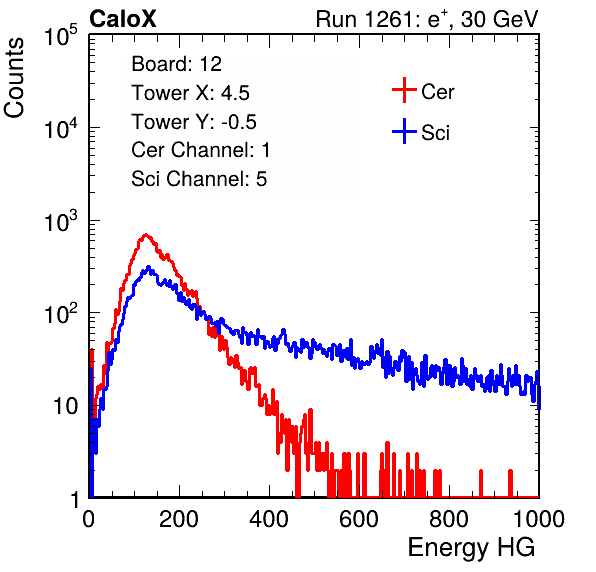 CaloX Run 1261: e⁺, 30 GeV
Counts
10⁵
10⁴
10³
10²
10
1
Board: 12
Tower X: 4.5
Tower Y: -0.5
Cer Channel: 1
Sci Channel: 5
Cer
Sci
0 200 400 600 800 1000
Energy HG